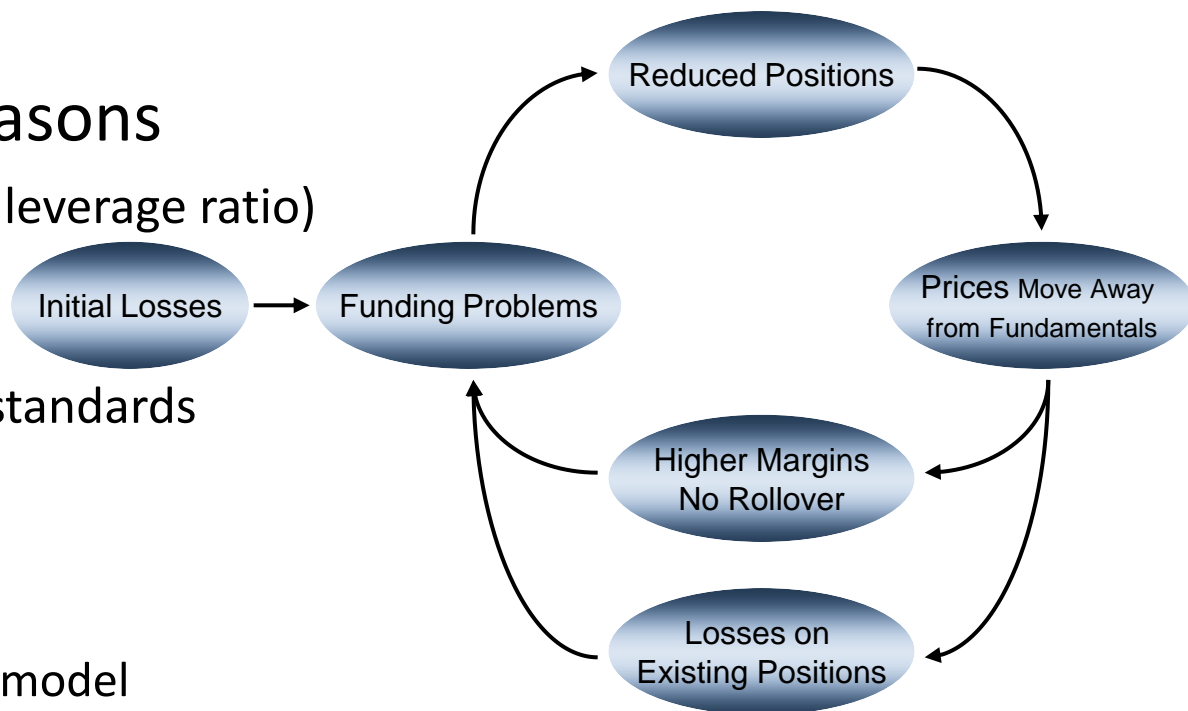 Reduced Positions
leverage ratio)
Initial Losses
Funding Problems
Prices Move Away
from Fundamentals
standards
Higher Margins
No Rollover
Losses on
Existing Positions
model